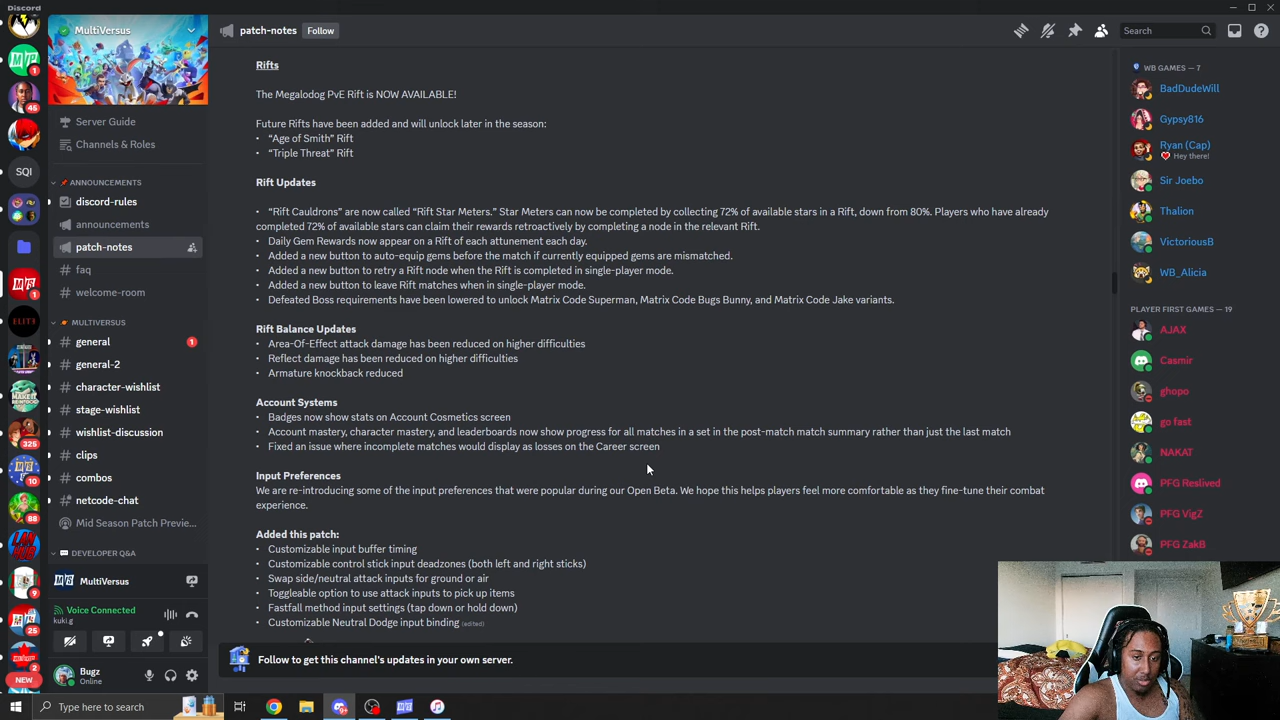 Discord
MultiVersus
patch-notes
Follow
Search
Server Guide
Channels & Roles
ANNOUNCEMENTS
discord-rules
announcements
patch-notes
faq
welcome-room
MULTIVERSUS
general
1
general-2
character-wishlist
stage-wishlist
wishlist-discussion
clips
combos
netcode-chat
Mid Season Patch Previe...
DEVELOPER Q&A
MultiVersus
Voice Connected
kuki.g
Bugz
Online
1
45
SQI
1
ELITE
325
10
88
9
25
2
NEW
Rifts
The Megalodog PvE Rift is NOW AVAILABLE!
Future Rifts have been added and will unlock later in the season:
• “Age of Smith” Rift
• “Triple Threat” Rift
Rift Updates
• “Rift Cauldrons” are now called “Rift Star Meters.” Star Meters can now be completed by collecting 72% of available stars in a Rift, down from 80%. Players who have already
completed 72% of available stars can claim their rewards retroactively by completing a node in the relevant Rift.
• Daily Gem Rewards now appear on a Rift of each attunement each day.
• Added a new button to auto-equip gems before the match if currently equipped gems are mismatched.
• Added a new button to retry a Rift node when the Rift is completed in single-player mode.
• Added a new button to leave Rift matches when in single-player mode.
• Defeated Boss requirements have been lowered to unlock Matrix Code Superman, Matrix Code Bugs Bunny, and Matrix Code Jake variants.
Rift Balance Updates
• Area-Of-Effect attack damage has been reduced on higher difficulties
• Reflect damage has been reduced on higher difficulties
• Armature knockback reduced
Account Systems
• Badges now show stats on Account Cosmetics screen
• Account mastery, character mastery, and leaderboards now show progress for all matches in a set in the post-match match summary rather than just the last match
• Fixed an issue where incomplete matches would display as losses on the Career screen
Input Preferences
We are re-introducing some of the input preferences that were popular during our Open Beta. We hope this helps players feel more comfortable as they fine-tune their combat
experience.
Added this patch:
• Customizable input buffer timing
• Customizable control stick input deadzones (both left and right sticks)
• Swap side/neutral attack inputs for ground or air
• Toggleable option to use attack inputs to pick up items
• Fastfall method input settings (tap down or hold down)
• Customizable Neutral Dodge input binding (edited)
Follow to get this channel's updates in your own server.
WB GAMES — 7
BadDudeWill
Gypsy816
Ryan (Cap)
Hey there!
Sir Joebo
Thalion
VictoriousB
WB_Alicia
PLAYER FIRST GAMES — 19
AJAX
Casmir
ghopo
go fast
NAKAT
PFG Reslived
PFG VigZ
PFG ZakB
Type here to search